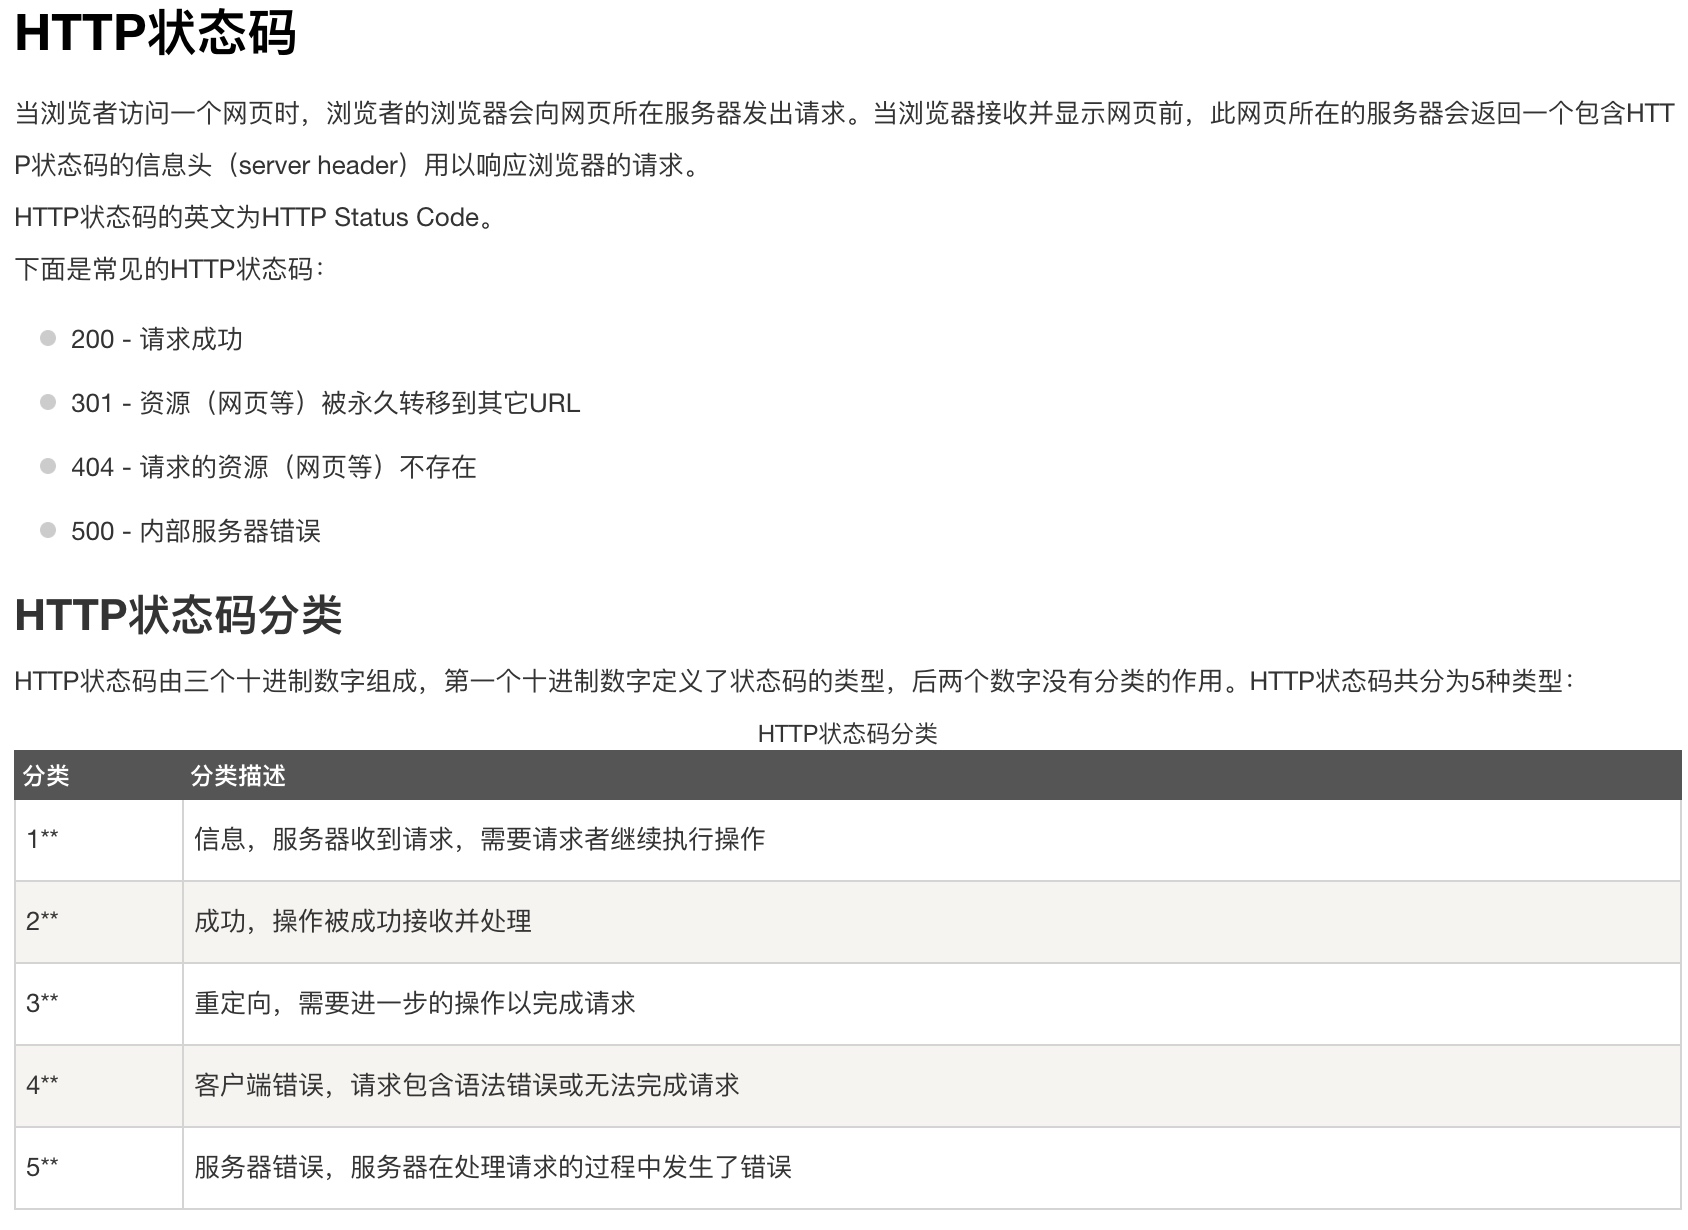 HTTP状态码
当浏览者访问一个网页时，浏览者的浏览器会向网页所在服务器发出请求。当浏览器接收并显示网页前，此网页所在的服务器会返回一个包含HTT
P状态码的信息头（server header）用以响应浏览器的请求。
HTTP状态码的英文为HTTP Status Code。
下面是常见的HTTP状态码：
200 - 请求成功
301 - 资源（网页等）被永久转移到其它URL
404 - 请求的资源（网页等）不存在
500 - 内部服务器错误
HTTP状态码分类
HTTP状态码由三个十进制数字组成，第一个十进制数字定义了状态码的类型，后两个数字没有分类的作用。HTTP状态码共分为5种类型：
HTTP状态码分类
分类 分类描述
1** 信息，服务器收到请求，需要请求者继续执行操作
2** 成功，操作被成功接收并处理
3** 重定向，需要进一步的操作以完成请求
4** 客户端错误，请求包含语法错误或无法完成请求
5** 服务器错误，服务器在处理请求的过程中发生了错误